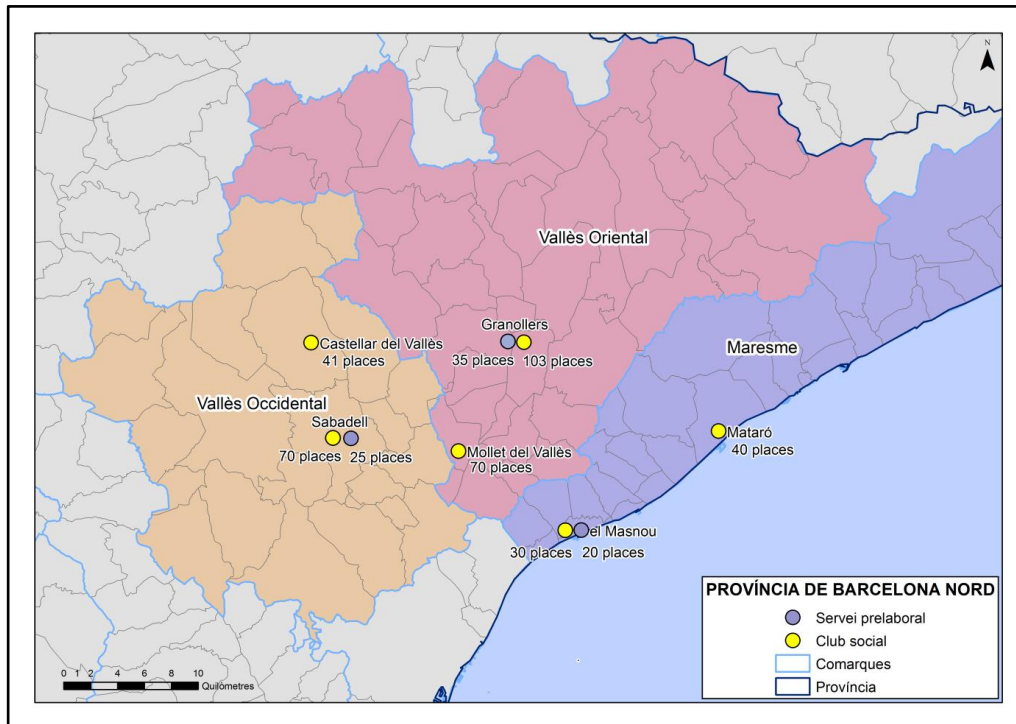 N
Vallès Oriental
Granollers
35 places
103 places
Maresme
Castellar del Vallès
41 places
Vallès Occidental
Sabadell
70 places
25 places
Mollet del Vallès
70 places
Mataró
40 places
el Masnou
30 places
20 places
PROVÍNCIA DE BARCELONA NORD
Servei prelaboral
Club social
Comarques
Província
0 1 2 4 6 8 10
Quilòmetres